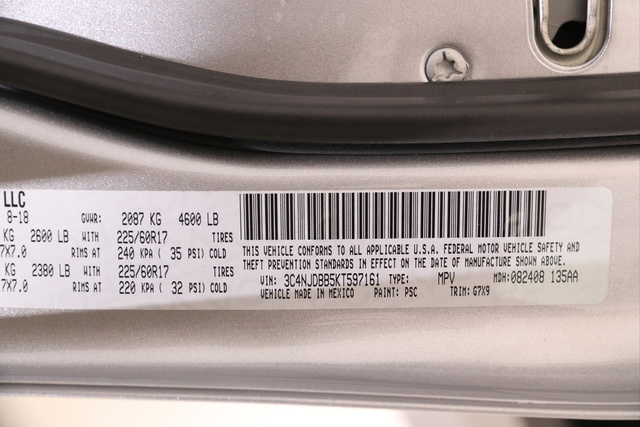 LLC
8-18 GVWR: 2087 KG 4600 LB
KG 2600 LB WITH 225/60R17 TIRES
7X7.0 RIMS AT 240 KPA ( 35 PSI) COLD
KG 2380 LB WITH 225/60R17 TIRES
7X7.0 RIMS AT 220 KPA ( 32 PSI) COLD
THIS VEHICLE CONFORMS TO ALL APPLICABLE U.S.A. FEDERAL MOTOR VEHICLE SAFETY AND
THEFT PREVENTION STANDARDS IN EFFECT ON THE DATE OF MANUFACTURE SHOWN ABOVE.
VIN: 3C4NJDBB5KT597161 TYPE: MPV MDH: 082408 135AA
VEHICLE MADE IN MEXICO PAINT: PSC TRIM: G7X9